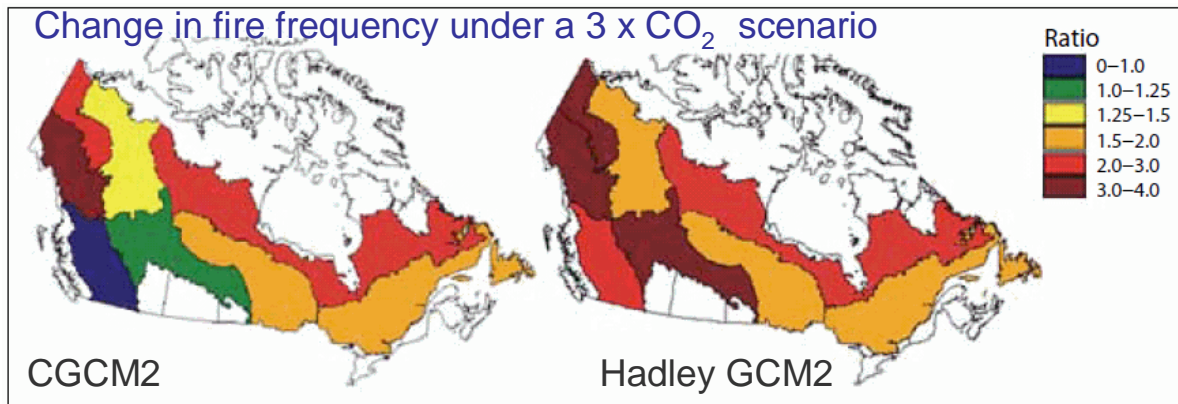 Change in fire frequency under a 3 x CO₂ scenario
Ratio
0–1.0
1.0–1.25
1.25–1.5
1.5–2.0
2.0–3.0
3.0–4.0
CGCM2
Hadley GCM2